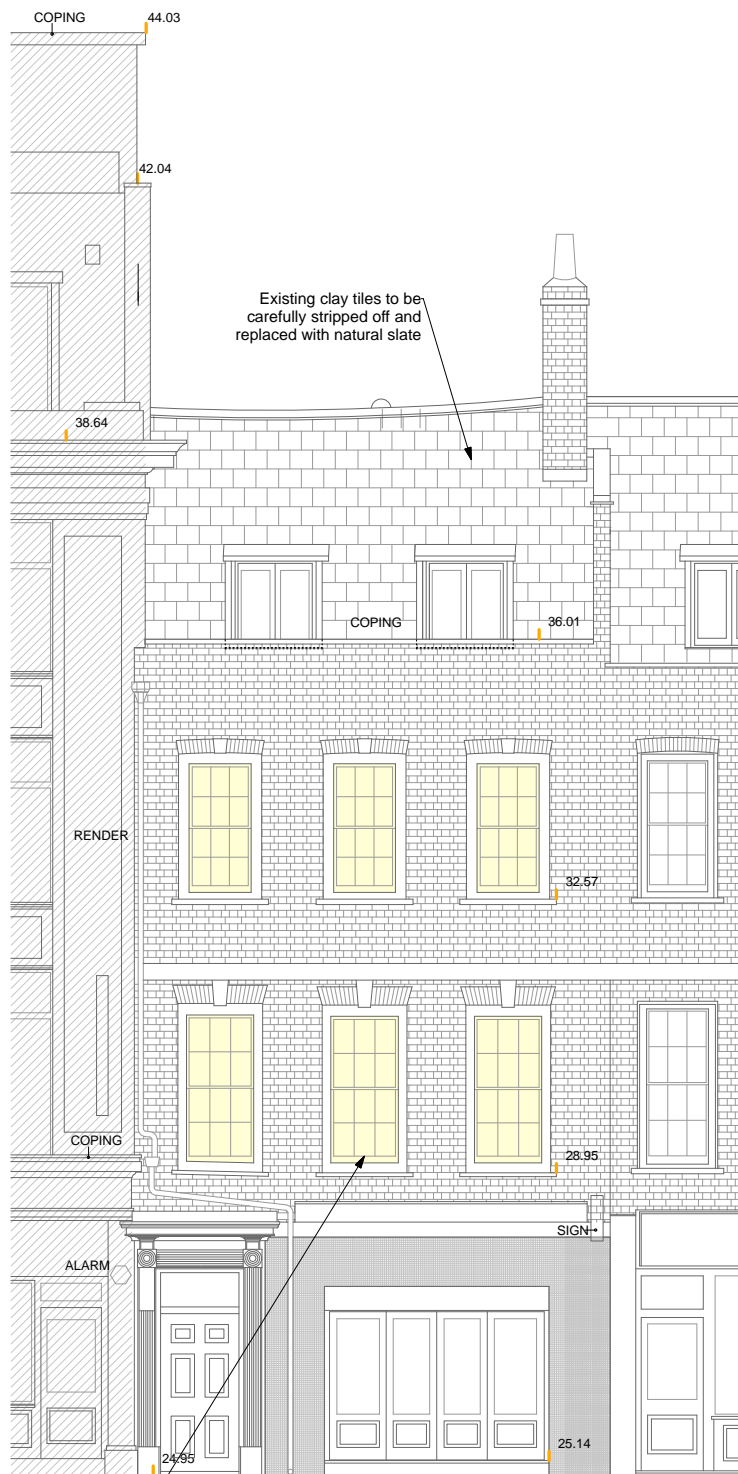 COPING
44.03
42.04
Existing clay tiles to be
carefully stripped off and
replaced with natural slate
38.64
COPING
36.01
RENDER
32.57
COPING
28.95
SIGN
ALARM
25.14
24.95